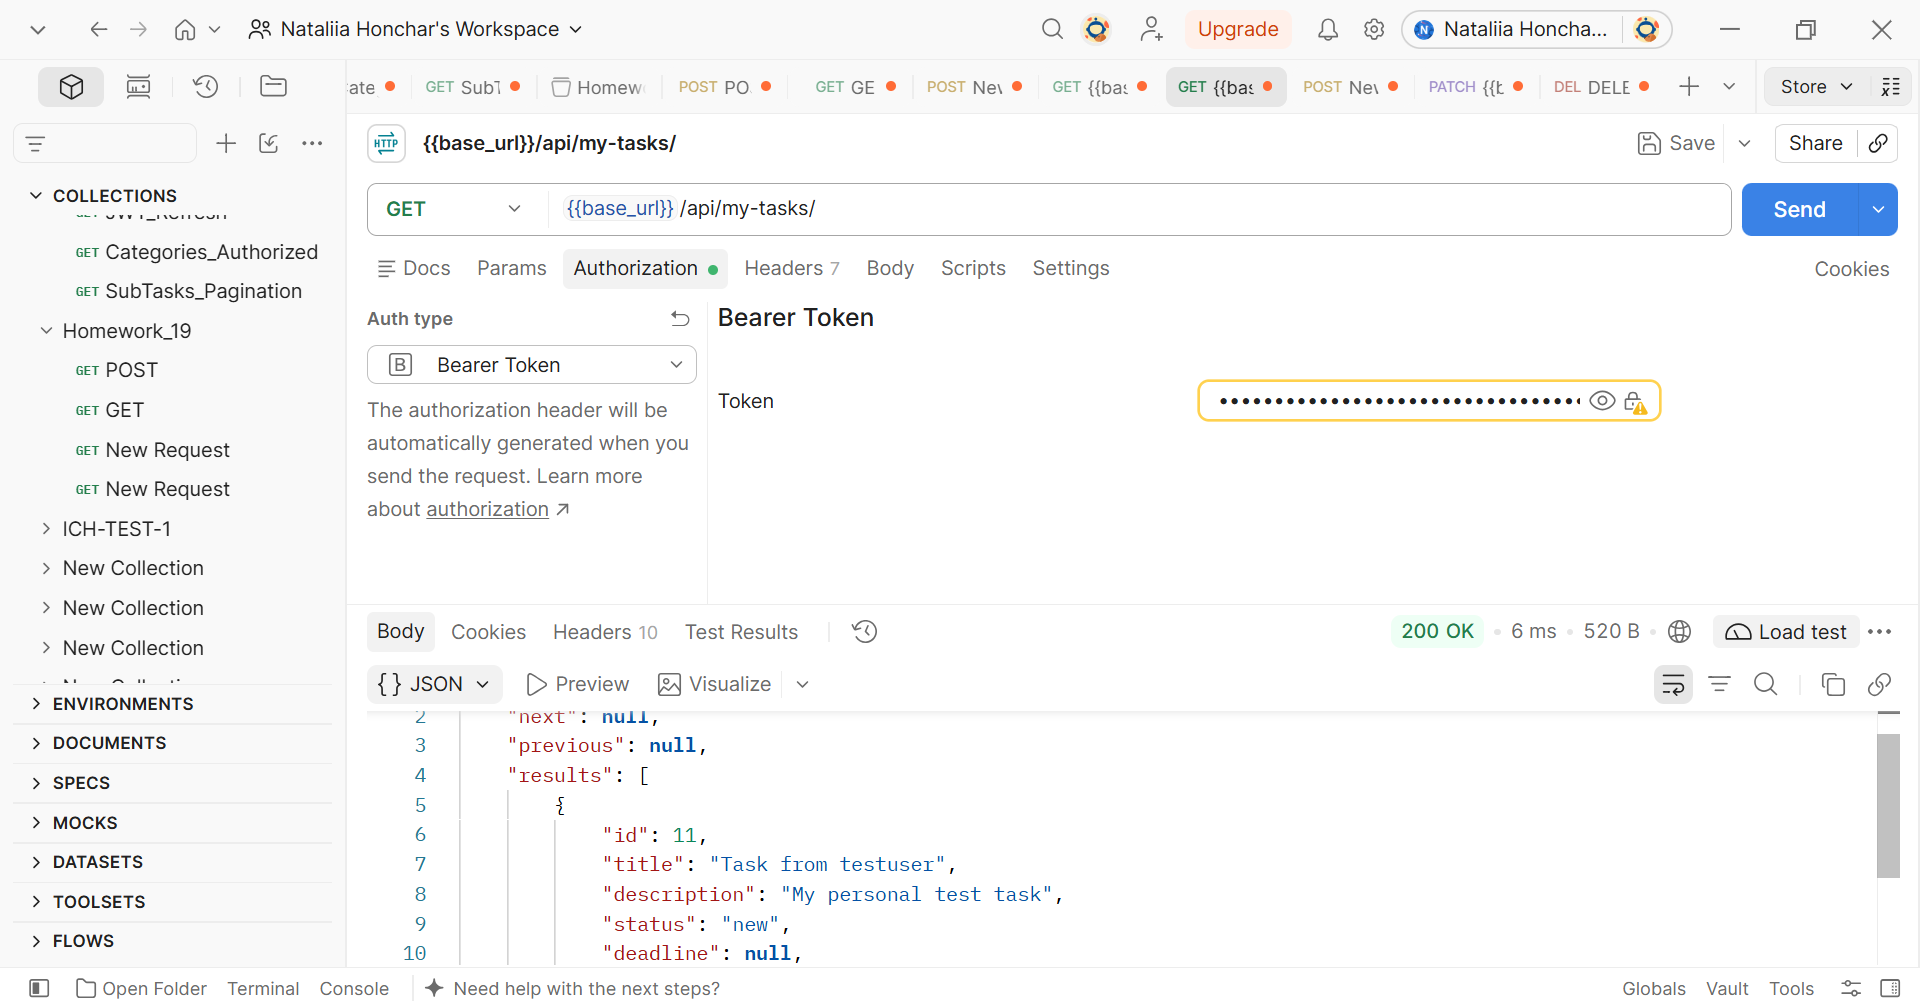 Nataliia Honchar's Workspace
Upgrade
N
Nataliia Honcha...
ate
GET SubT
Homew
POST PO
GET GE
POST Nev
GET {{bas
GET {{bas
POST Nev
PATCH {{b
DEL DELE
Store
HTTP
{{base_url}}/api/my-tasks/
Save
Share
COLLECTIONS
GET JWT_Refresh
GET Categories_Authorized
GET SubTasks_Pagination
Homework_19
GET POST
GET GET
GET New Request
GET New Request
ICH-TEST-1
New Collection
New Collection
New Collection
ENVIRONMENTS
DOCUMENTS
SPECS
MOCKS
DATASETS
TOOLSETS
FLOWS
GET
{{base_url}} /api/my-tasks/
Send
Docs
Params
Authorization
Headers 7
Body
Scripts
Settings
Cookies
Auth type
B Bearer Token
The authorization header will be
automatically generated when you
send the request. Learn more
about authorization ↗
Bearer Token
Token
••••••••••••••••••••••••••••••••
Body
Cookies
Headers 10
Test Results
200 OK • 6 ms • 520 B •
Load test
{} JSON
Preview
Visualize
2 "next": null,
3 "previous": null,
4 "results": [
5 {
6 "id": 11,
7 "title": "Task from testuser",
8 "description": "My personal test task",
9 "status": "new",
10 "deadline": null,
Open Folder
Terminal
Console
Need help with the next steps?
Globals
Vault
Tools